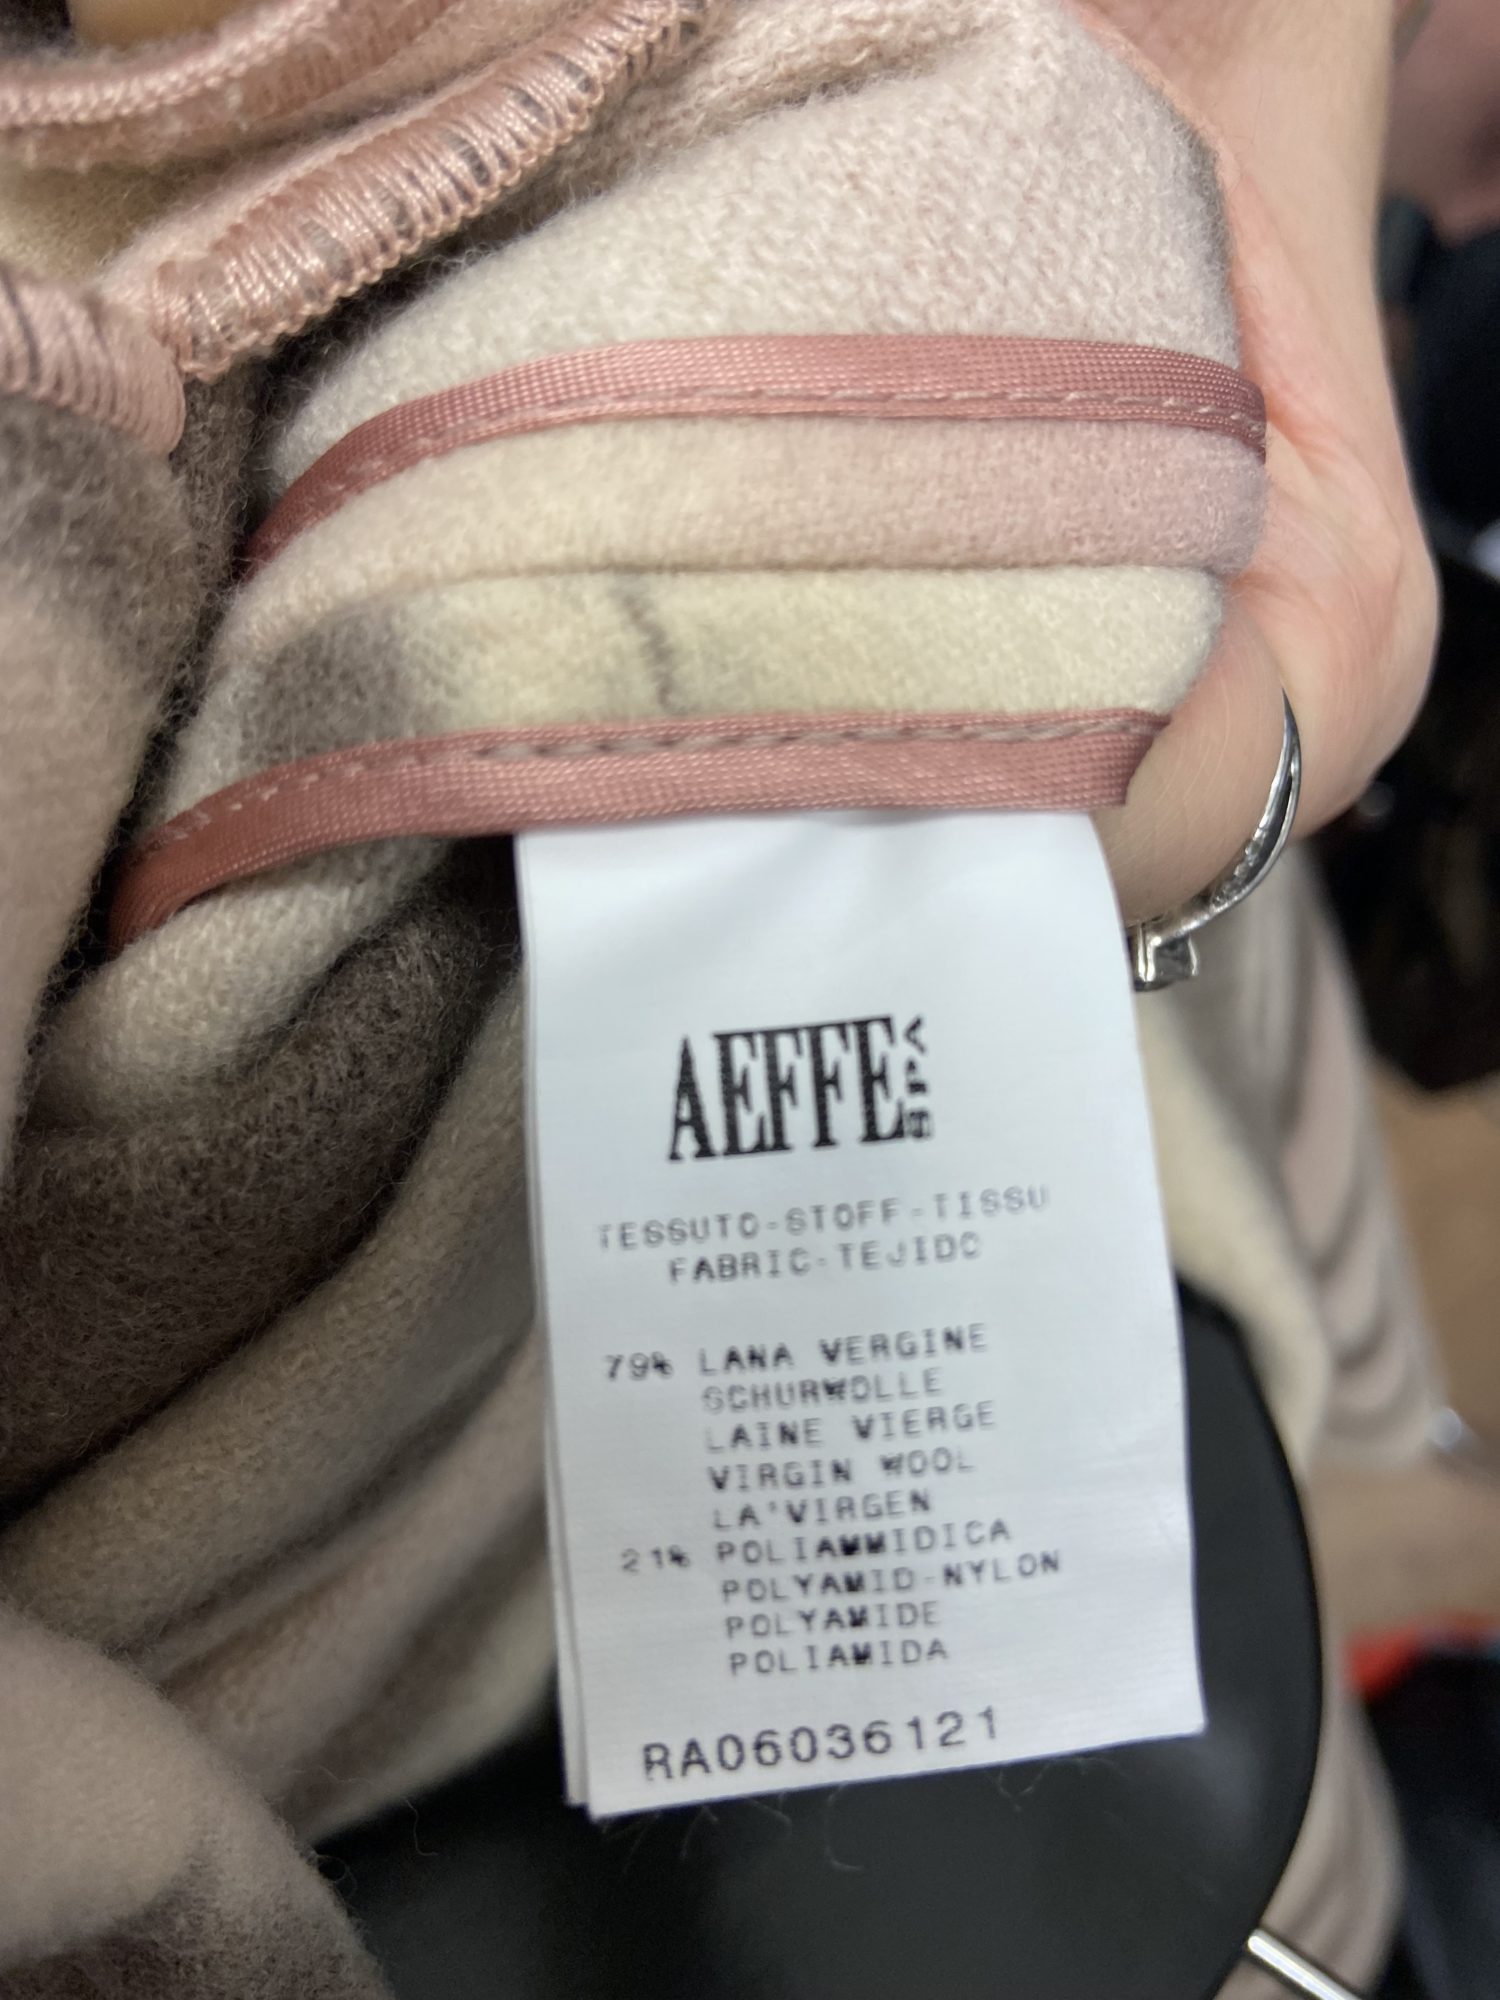 AEFFE SPA
TESSUTO-STOFF-TISSU
FABRIC-TEJIDO
79% LANA VERGINE
SCHURWOLLE
LAINE VIERGE
VIRGIN WOOL
LA'VIRGEN
21% POLIAMMIDICA
POLYAMID-NYLON
POLYAMIDE
POLIAMIDA
RA06036121